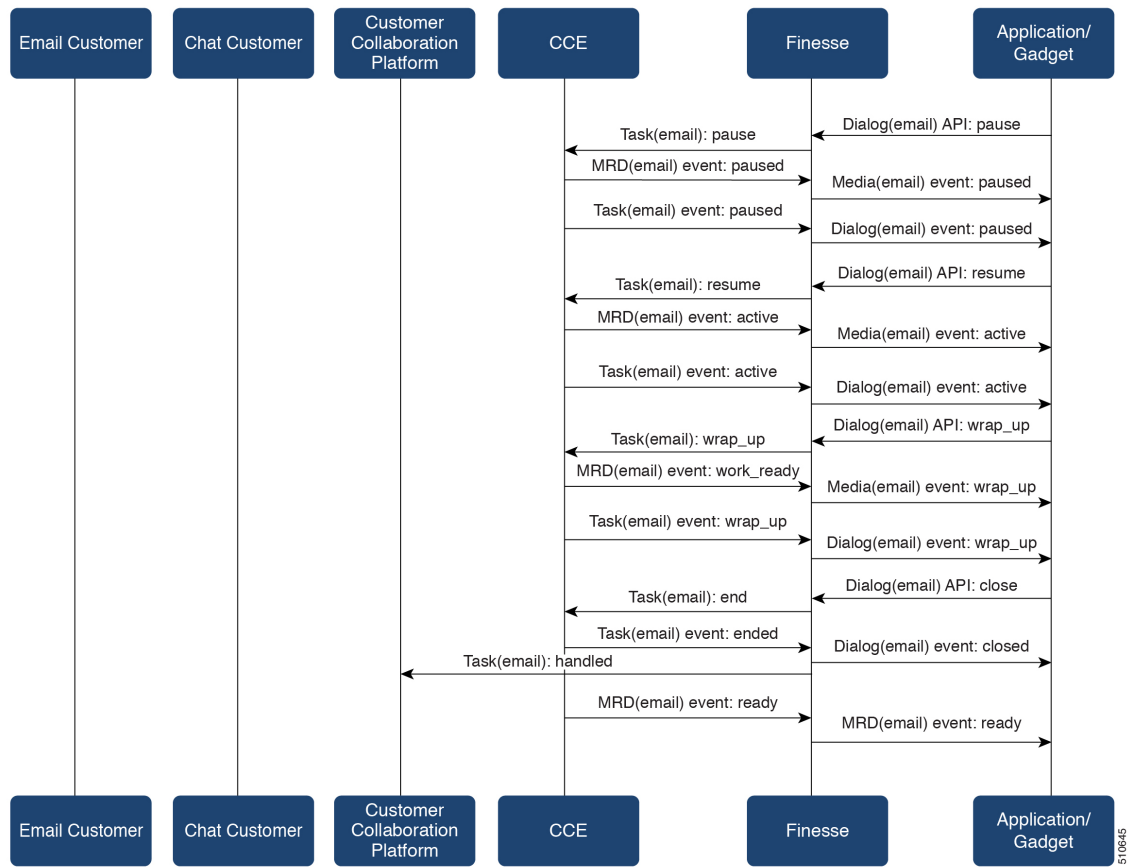 Email Customer
Chat Customer
Customer
Collaboration
Platform
CCE
Finesse
Application/
Gadget
Dialog(email) API: pause
Task(email): pause
MRD(email) event: paused
Media(email) event: paused
Task(email) event: paused
Dialog(email) event: paused
Dialog(email) API: resume
Task(email): resume
MRD(email) event: active
Media(email) event: active
Task(email) event: active
Dialog(email) event: active
Dialog(email) API: wrap_up
Task(email): wrap_up
MRD(email) event: work_ready
Media(email) event: wrap_up
Task(email) event: wrap_up
Dialog(email) event: wrap_up
Dialog(email) API: close
Task(email): end
Task(email) event: ended
Dialog(email) event: closed
Task(email): handled
MRD(email) event: ready
MRD(email) event: ready
Email Customer
Chat Customer
Customer
Collaboration
Platform
CCE
Finesse
Application/
Gadget
510645